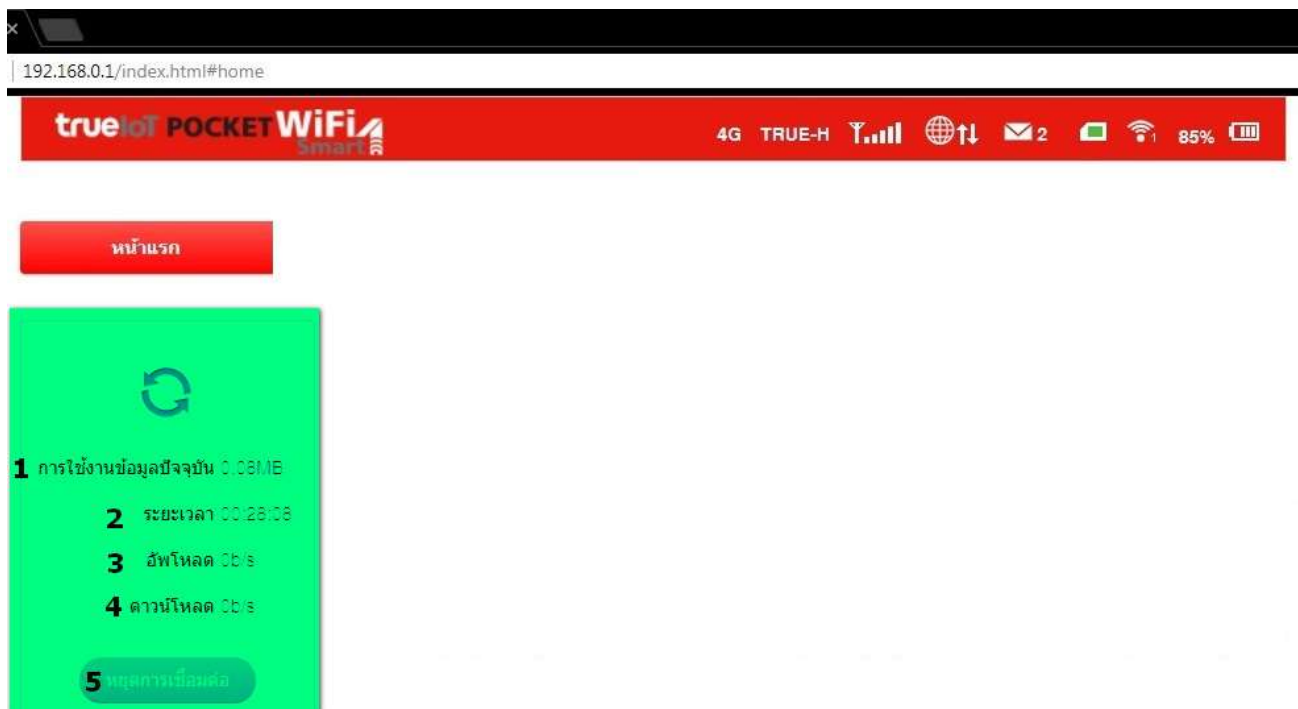 192.168.0.1/index.html#home
trueIoT POCKET WiFi Smart
4G TRUE-H 2 1 85%
หน้าแรก
1 การใช้งานข้อมูลปัจจุบัน 0.08MB
2 ระยะเวลา 00:28:08
3 อัพโหลด 0b/s
4 ดาวน์โหลด 0b/s
5 หยุดการเชื่อมต่อ